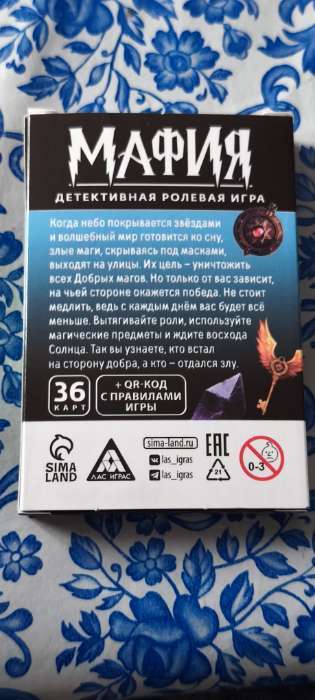 МАФИЯ
ДЕТЕКТИВНАЯ РОЛЕВАЯ ИГРА
Когда небо покрывается звёздами
и волшебный мир готовится ко сну,
злые маги, скрываясь под масками,
выходят на улицы. Их цель – уничтожить
всех Добрых магов. Но только от вас зависит,
на чьей стороне окажется победа. Не стоит
медлить, ведь с каждым днём вас будет всё
меньше. Вытягивайте роли, используйте
магические предметы и ждите восхода
Солнца. Так вы узнаете, кто встал
на сторону добра, а кто – отдался злу.
36
КАРТ
+ QR-КОД
С ПРАВИЛАМИ
ИГРЫ
SIMA
LAND
ЛАС ИГРАС
sima-land.ru
las_igras
las_igras
EAC
21
0-3